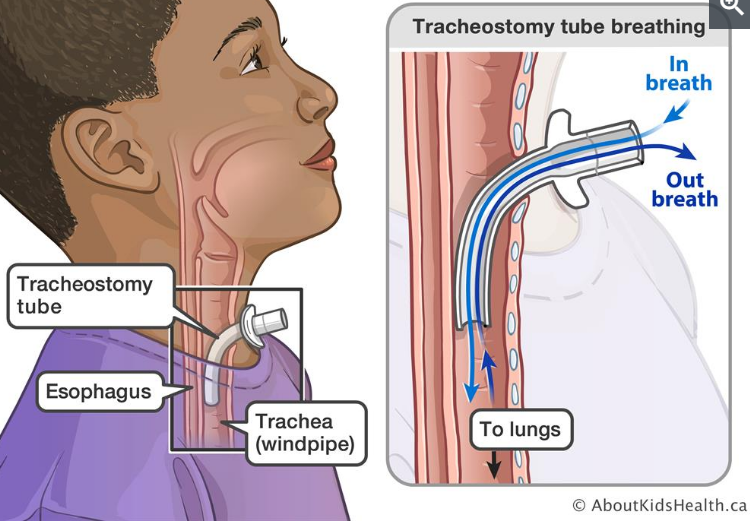 Tracheostomy tube breathing
In
breath
Out
breath
Tracheostomy
tube
Esophagus
Trachea
(windpipe)
To lungs
© AboutKidsHealth.ca